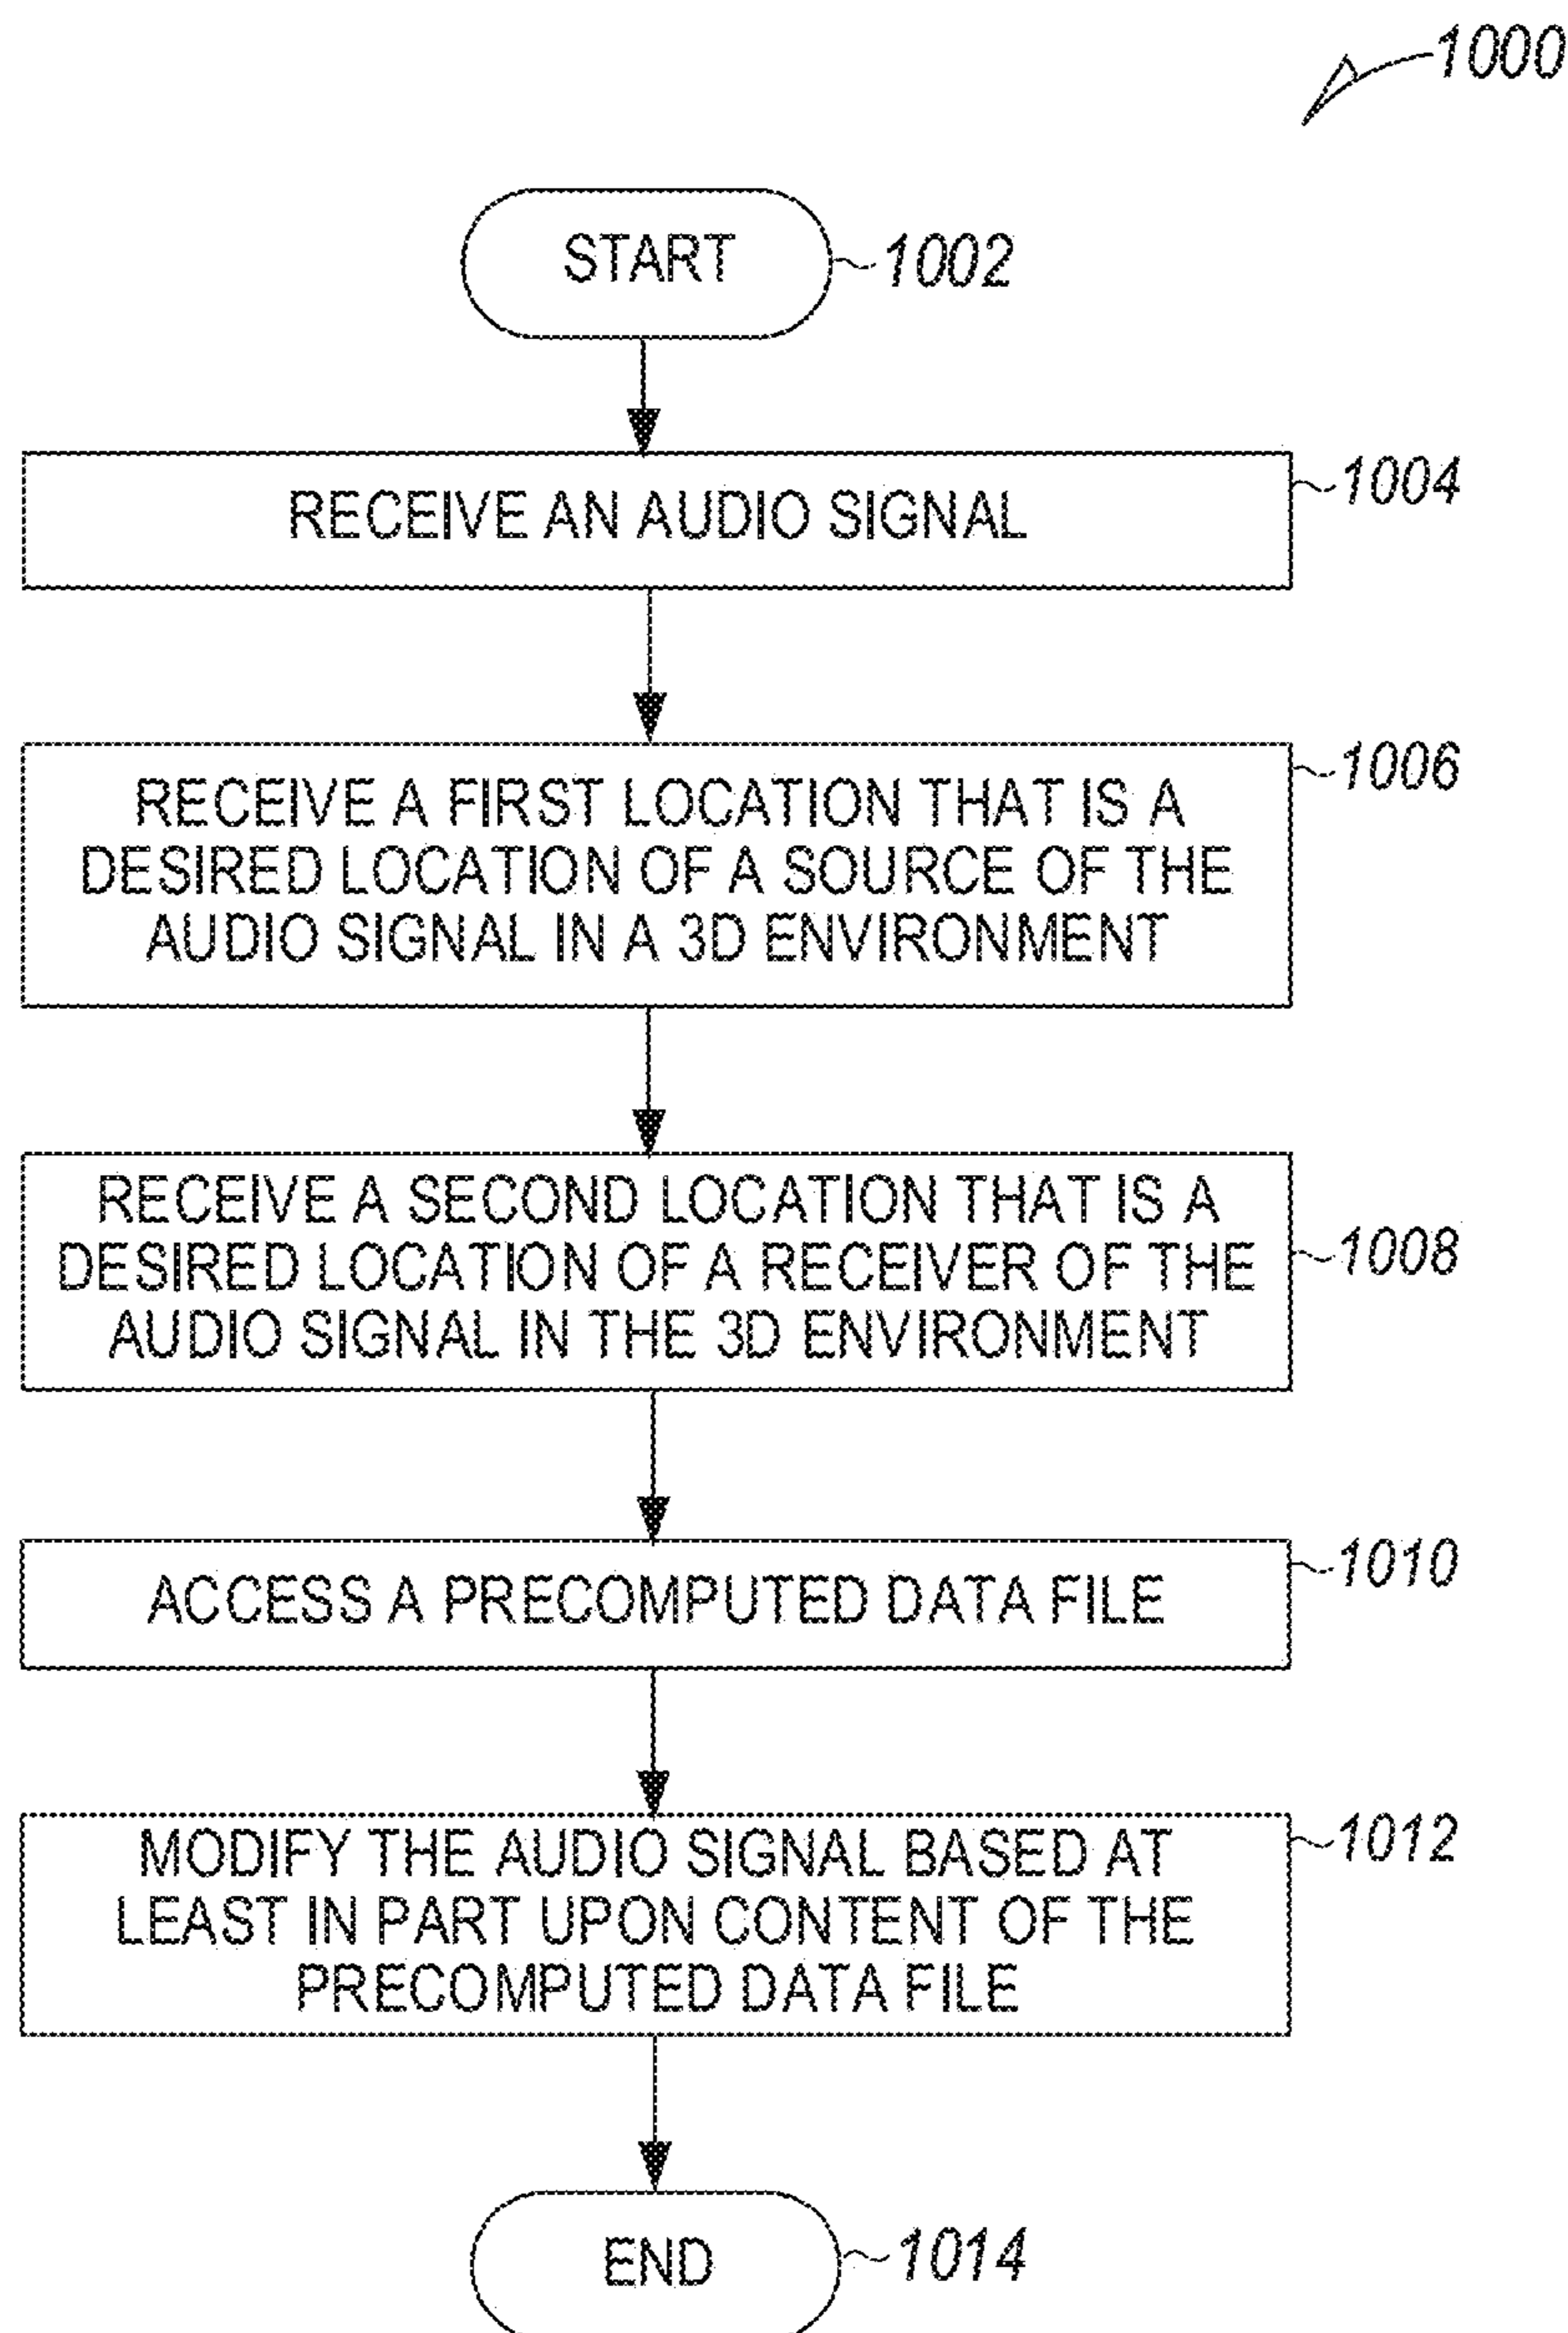 1000
START
1002
RECEIVE AN AUDIO SIGNAL
1004
RECEIVE A FIRST LOCATION THAT IS A
DESIRED LOCATION OF A SOURCE OF THE
AUDIO SIGNAL IN A 3D ENVIRONMENT
1006
RECEIVE A SECOND LOCATION THAT IS A
DESIRED LOCATION OF A RECEIVER OF THE
AUDIO SIGNAL IN THE 3D ENVIRONMENT
1008
ACCESS A PRECOMPUTED DATA FILE
1010
MODIFY THE AUDIO SIGNAL BASED AT
LEAST IN PART UPON CONTENT OF THE
PRECOMPUTED DATA FILE
1012
END
1014